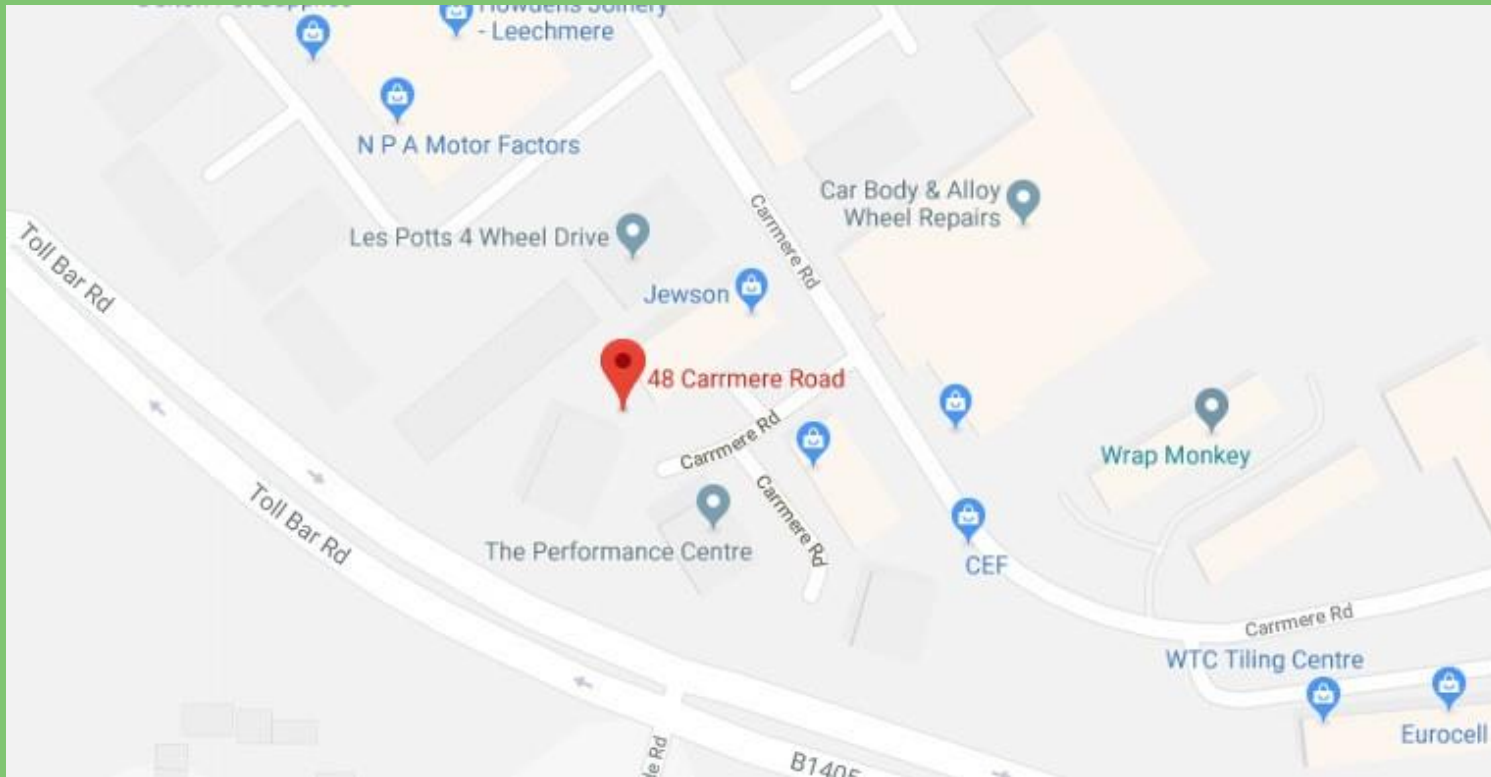 Howdens Joinery
- Leechmere
N P A Motor Factors
Car Body & Alloy
Wheel Repairs
Carrmere Rd
Les Potts 4 Wheel Drive
Toll Bar Rd
Jewson
48 Carrmere Road
Carrmere Rd
Wrap Monkey
Carrmere Rd
Toll Bar Rd
The Performance Centre
CEF
Carrmere Rd
WTC Tiling Centre
Eurocell
B1405